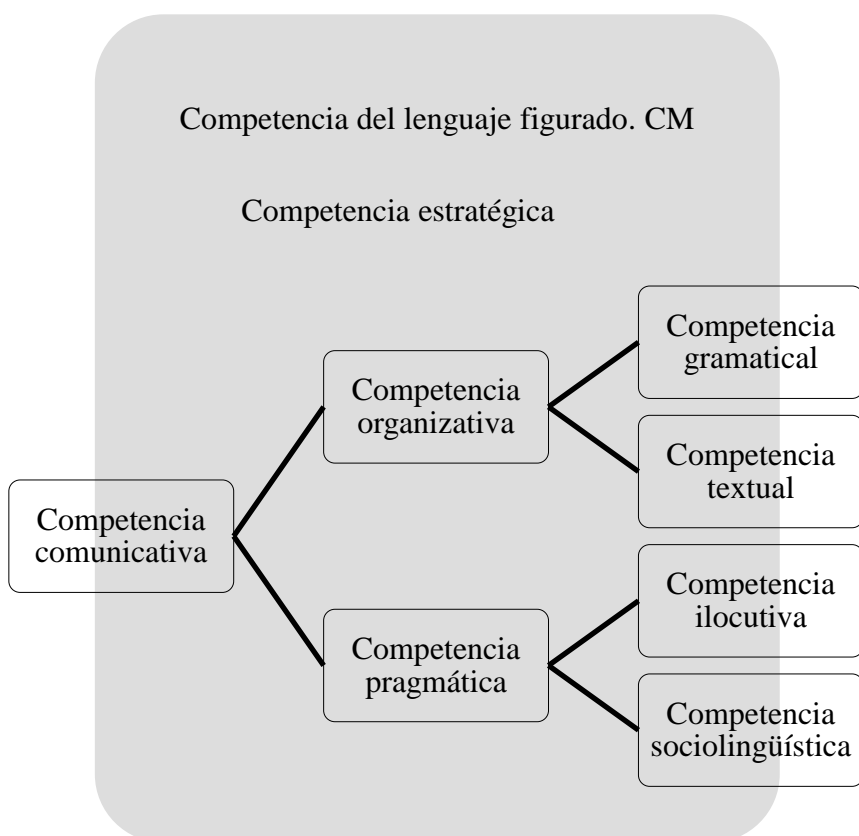 Competencia del lenguaje figurado. CM
Competencia estratégica
Competencia
gramatical
Competencia
organizativa
Competencia
textual
Competencia
comunicativa
Competencia
ilocutiva
Competencia
pragmática
Competencia
sociolingüística